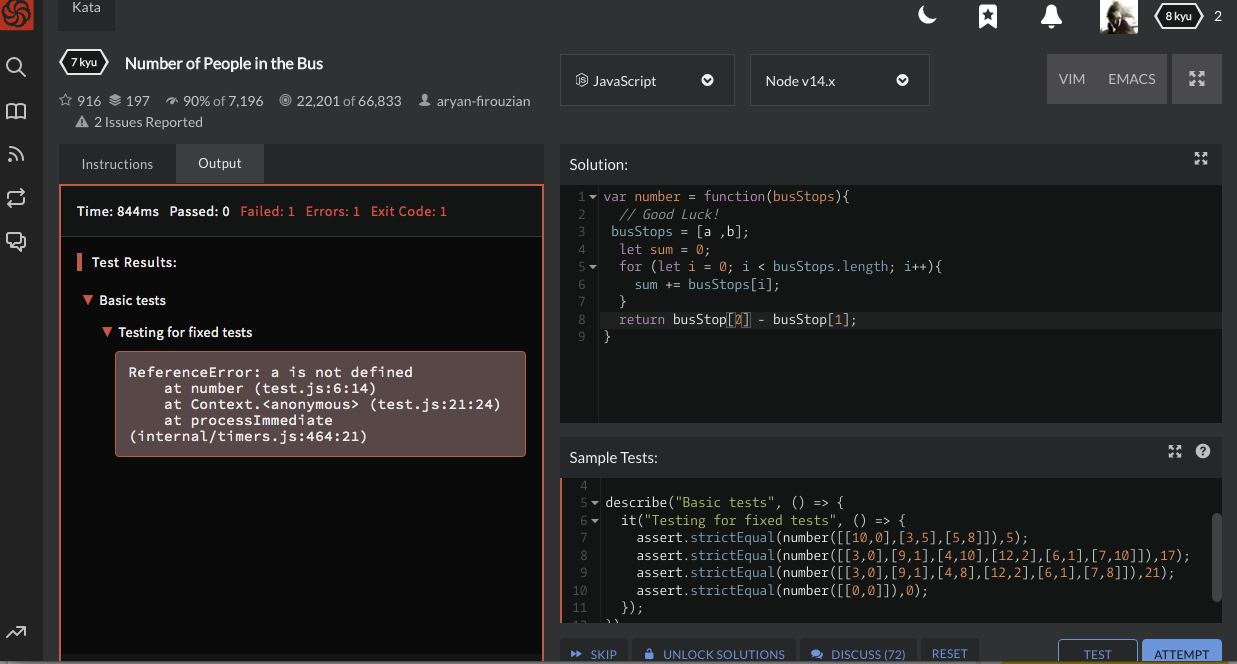 Kata
8 kyu 2
7 kyu Number of People in the Bus
916 197 90% of 7,196 22,201 of 66,833 aryan-firouzian
2 Issues Reported
JavaScript
Node v14.x
VIM EMACS
Instructions Output
Time: 844ms Passed: 0 Failed: 1 Errors: 1 Exit Code: 1
Test Results:
Basic tests
Testing for fixed tests
ReferenceError: a is not defined
at number (test.js:6:14)
at Context.<anonymous> (test.js:21:24)
at processImmediate
(internal/timers.js:464:21)
Solution:
1 var number = function(busStops){
2 // Good Luck!
3 busStops = [a ,b];
4 let sum = 0;
5 for (let i = 0; i < busStops.length; i++){
6 sum += busStops[i];
7 }
8 return busStop[0] - busStop[1];
9 }
Sample Tests:
4
5 describe("Basic tests", () => {
6 it("Testing for fixed tests", () => {
7 assert.strictEqual(number([[10,0],[3,5],[5,8]]),5);
8 assert.strictEqual(number([[3,0],[9,1],[4,10],[12,2],[6,1],[7,10]]),17);
9 assert.strictEqual(number([[3,0],[9,1],[4,8],[12,2],[6,1],[7,8]]),21);
10 assert.strictEqual(number([[0,0]]),0);
11 });
12 })
SKIP UNLOCK SOLUTIONS DISCUSS (72) RESET TEST ATTEMPT